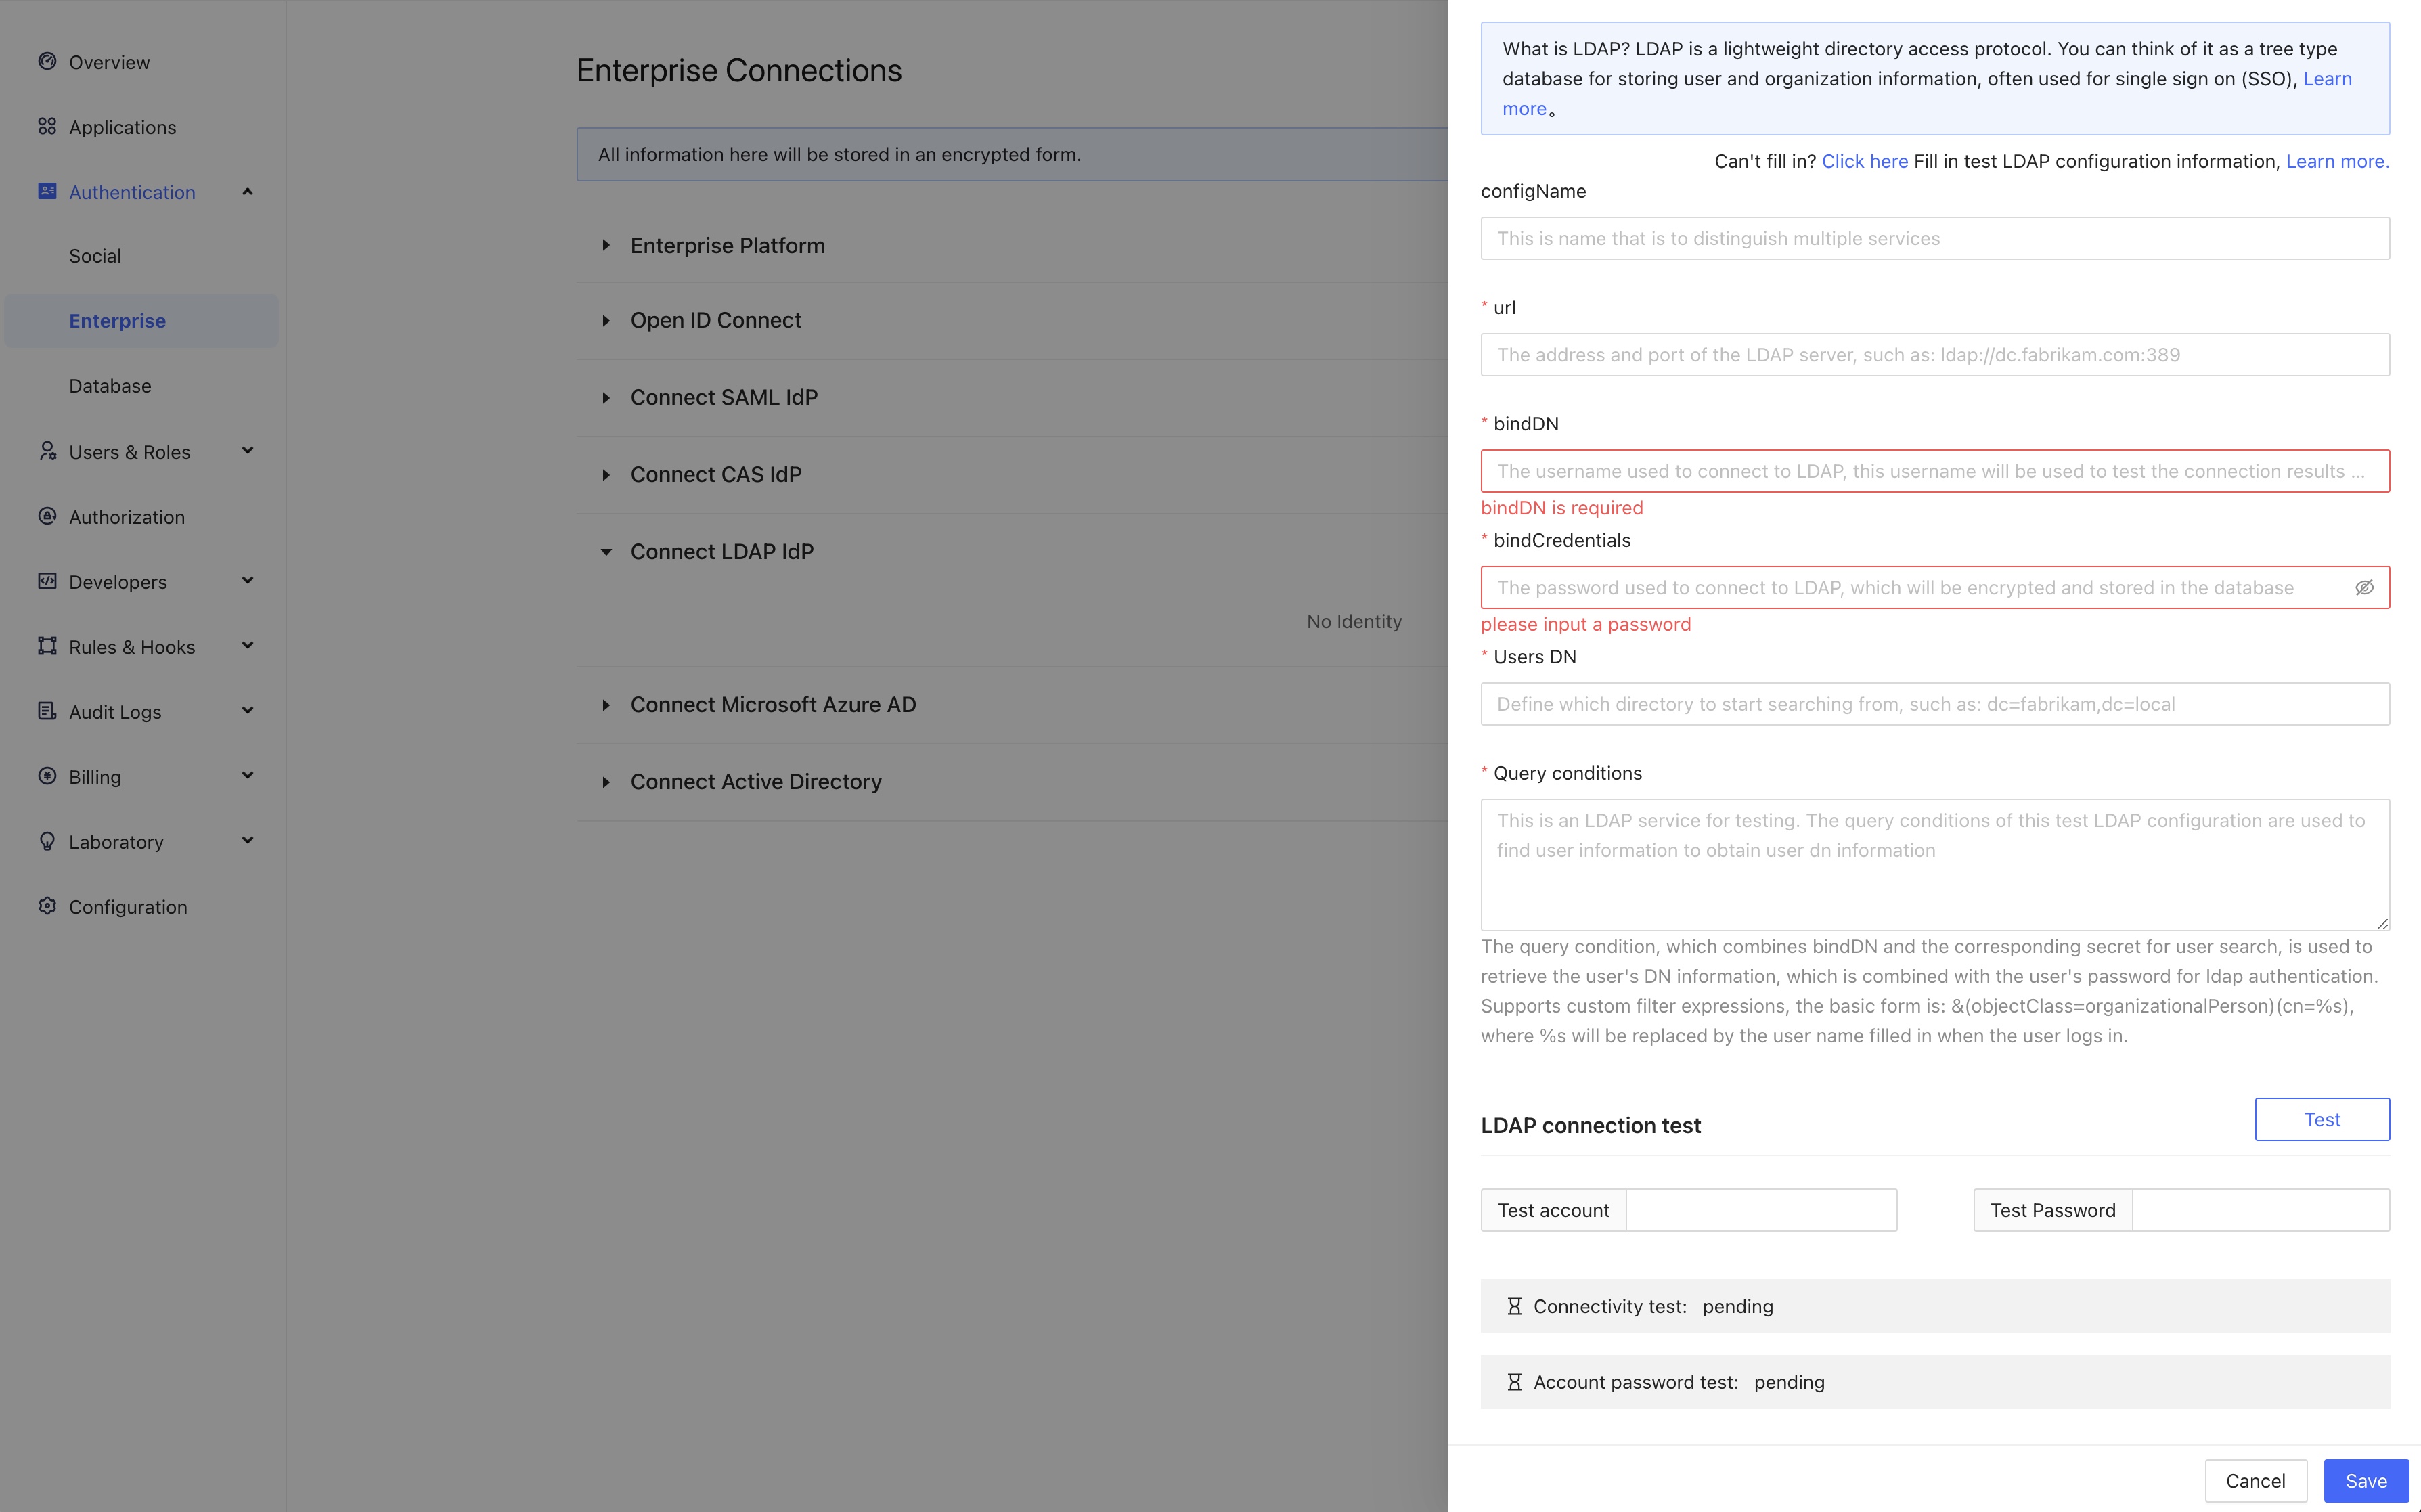 Overview
Applications
Authentication
Social
Enterprise
Database
Users & Roles
Authorization
Developers
Rules & Hooks
Audit Logs
Billing
Laboratory
Configuration
Enterprise Connections
All information here will be stored in an encrypted form.
Enterprise Platform
Open ID Connect
Connect SAML IdP
Connect CAS IdP
Connect LDAP IdP
No Identity
Connect Microsoft Azure AD
Connect Active Directory
What is LDAP? LDAP is a lightweight directory access protocol. You can think of it as a tree type
database for storing user and organization information, often used for single sign on (SSO), Learn
more。
Can't fill in? Click here Fill in test LDAP configuration information, Learn more.
configName
This is name that is to distinguish multiple services
* url
The address and port of the LDAP server, such as: ldap://dc.fabrikam.com:389
* bindDN
The username used to connect to LDAP, this username will be used to test the connection results ...
bindDN is required
* bindCredentials
The password used to connect to LDAP, which will be encrypted and stored in the database
please input a password
* Users DN
Define which directory to start searching from, such as: dc=fabrikam,dc=local
* Query conditions
This is an LDAP service for testing. The query conditions of this test LDAP configuration are used to
find user information to obtain user dn information
The query condition, which combines bindDN and the corresponding secret for user search, is used to
retrieve the user's DN information, which is combined with the user's password for ldap authentication.
Supports custom filter expressions, the basic form is: &(objectClass=organizationalPerson)(cn=%s),
where %s will be replaced by the user name filled in when the user logs in.
LDAP connection test
Test
Test account
Test Password
Connectivity test: pending
Account password test: pending
Cancel
Save